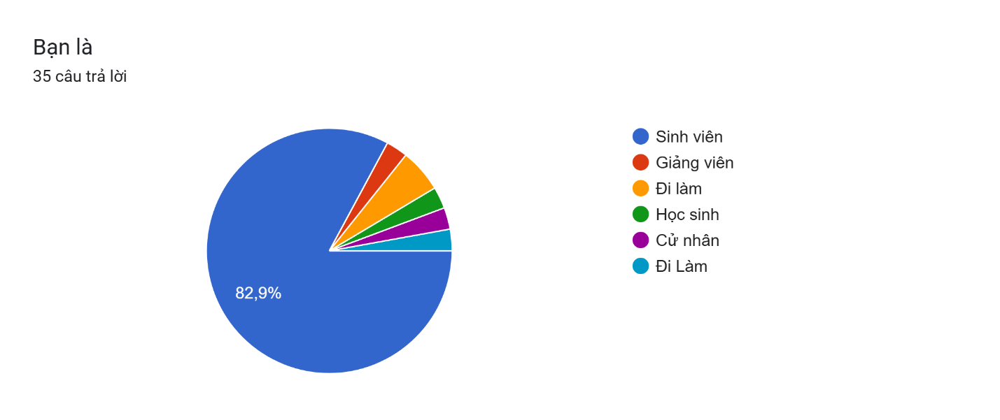 Bạn là
35 câu trả lời
82,9%
Sinh viên
Giảng viên
Đi làm
Học sinh
Cử nhân
Đi Làm